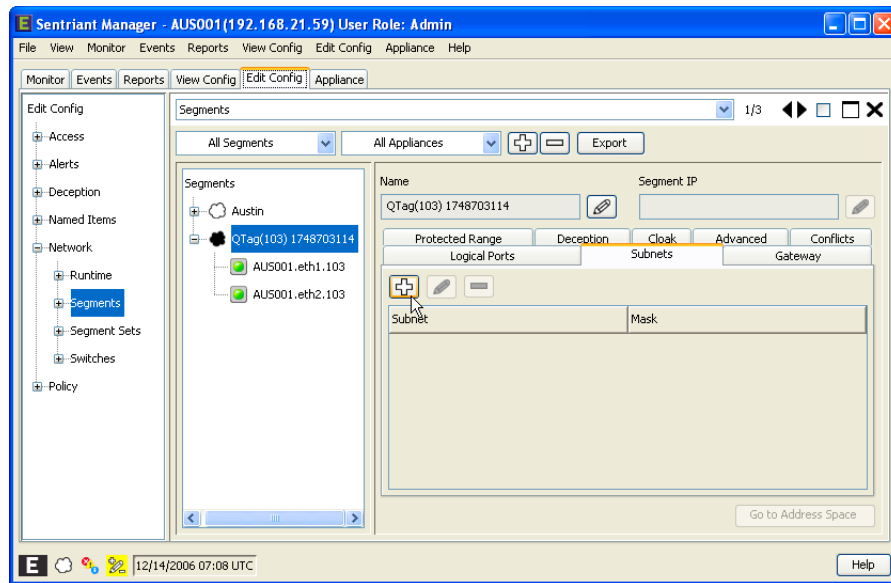 E Sentriant Manager - AUS001(192.168.21.59) User Role: Admin
File View Monitor Events Reports View Config Edit Config Appliance Help
Monitor Events Reports View Config Edit Config Appliance
Edit Config
Access
Alerts
Deception
Named Items
Network
Runtime
Segments
Segment Sets
Switches
Policy
Segments 1/3
All Segments All Appliances Export
Segments
Austin
QTag(103) 1748703114
AUS001.eth1.103
AUS001.eth2.103
Name Segment IP
QTag(103) 1748703114
Protected Range Deception Cloak Advanced Conflicts
Logical Ports Subnets Gateway
Subnet Mask
Go to Address Space
E 12/14/2006 07:08 UTC Help